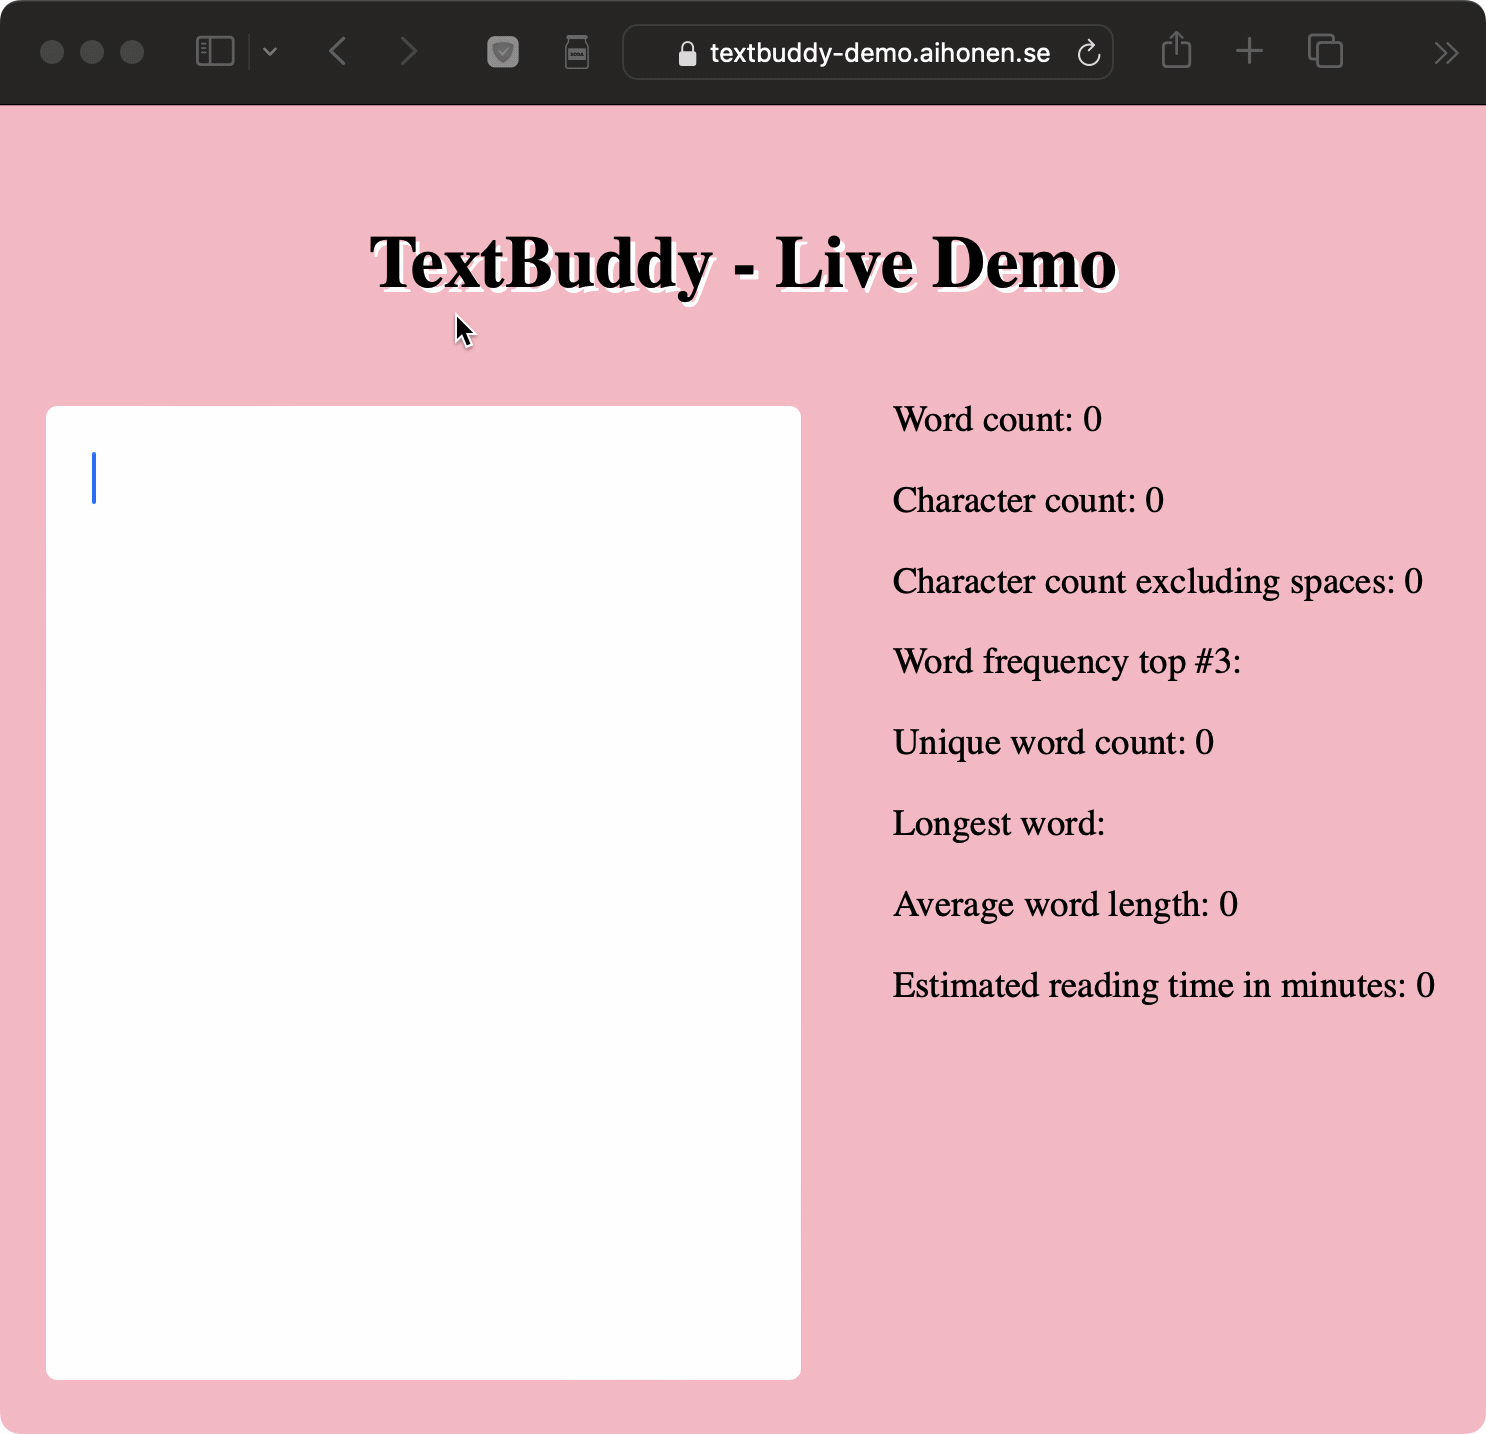 textbuddy-demo.aihonen.se
TextBuddy - Live Demo
Word count: 0
Character count: 0
Character count excluding spaces: 0
Word frequency top #3:
Unique word count: 0
Longest word:
Average word length: 0
Estimated reading time in minutes: 0